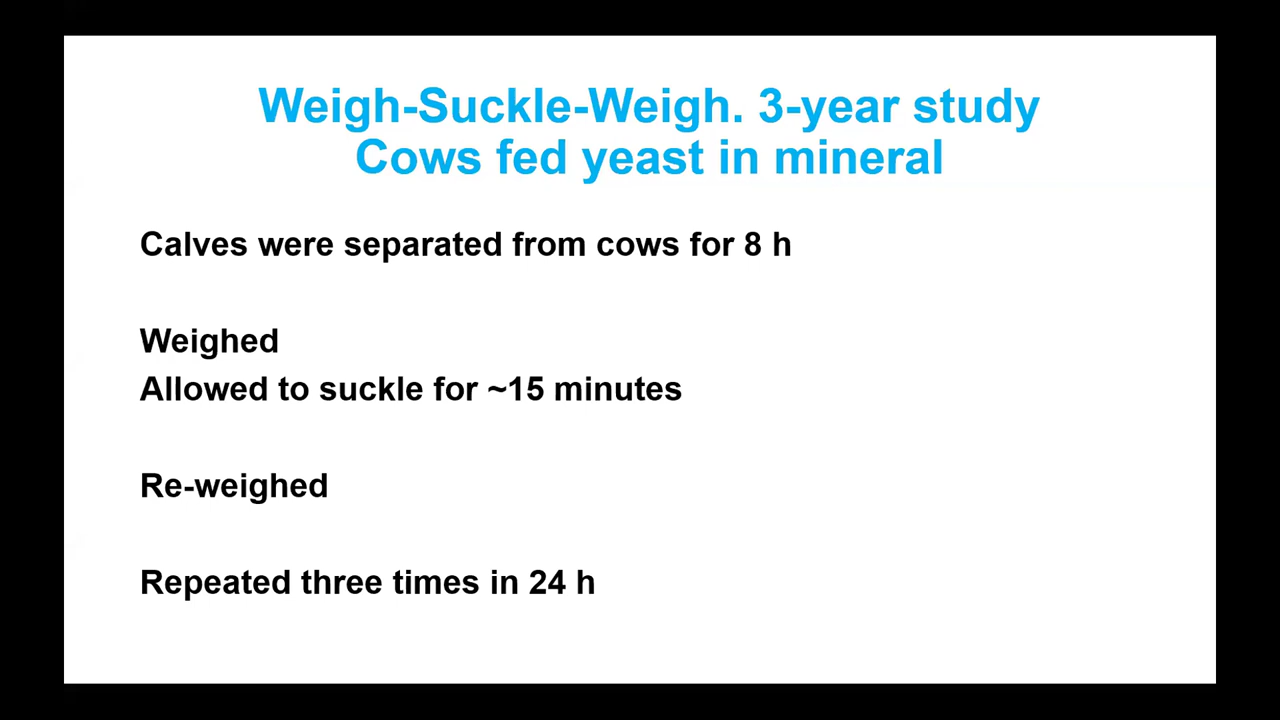 Weigh-Suckle-Weigh. 3-year study
Cows fed yeast in mineral
Calves were separated from cows for 8 h
Weighed
Allowed to suckle for ~15 minutes
Re-weighed
Repeated three times in 24 h